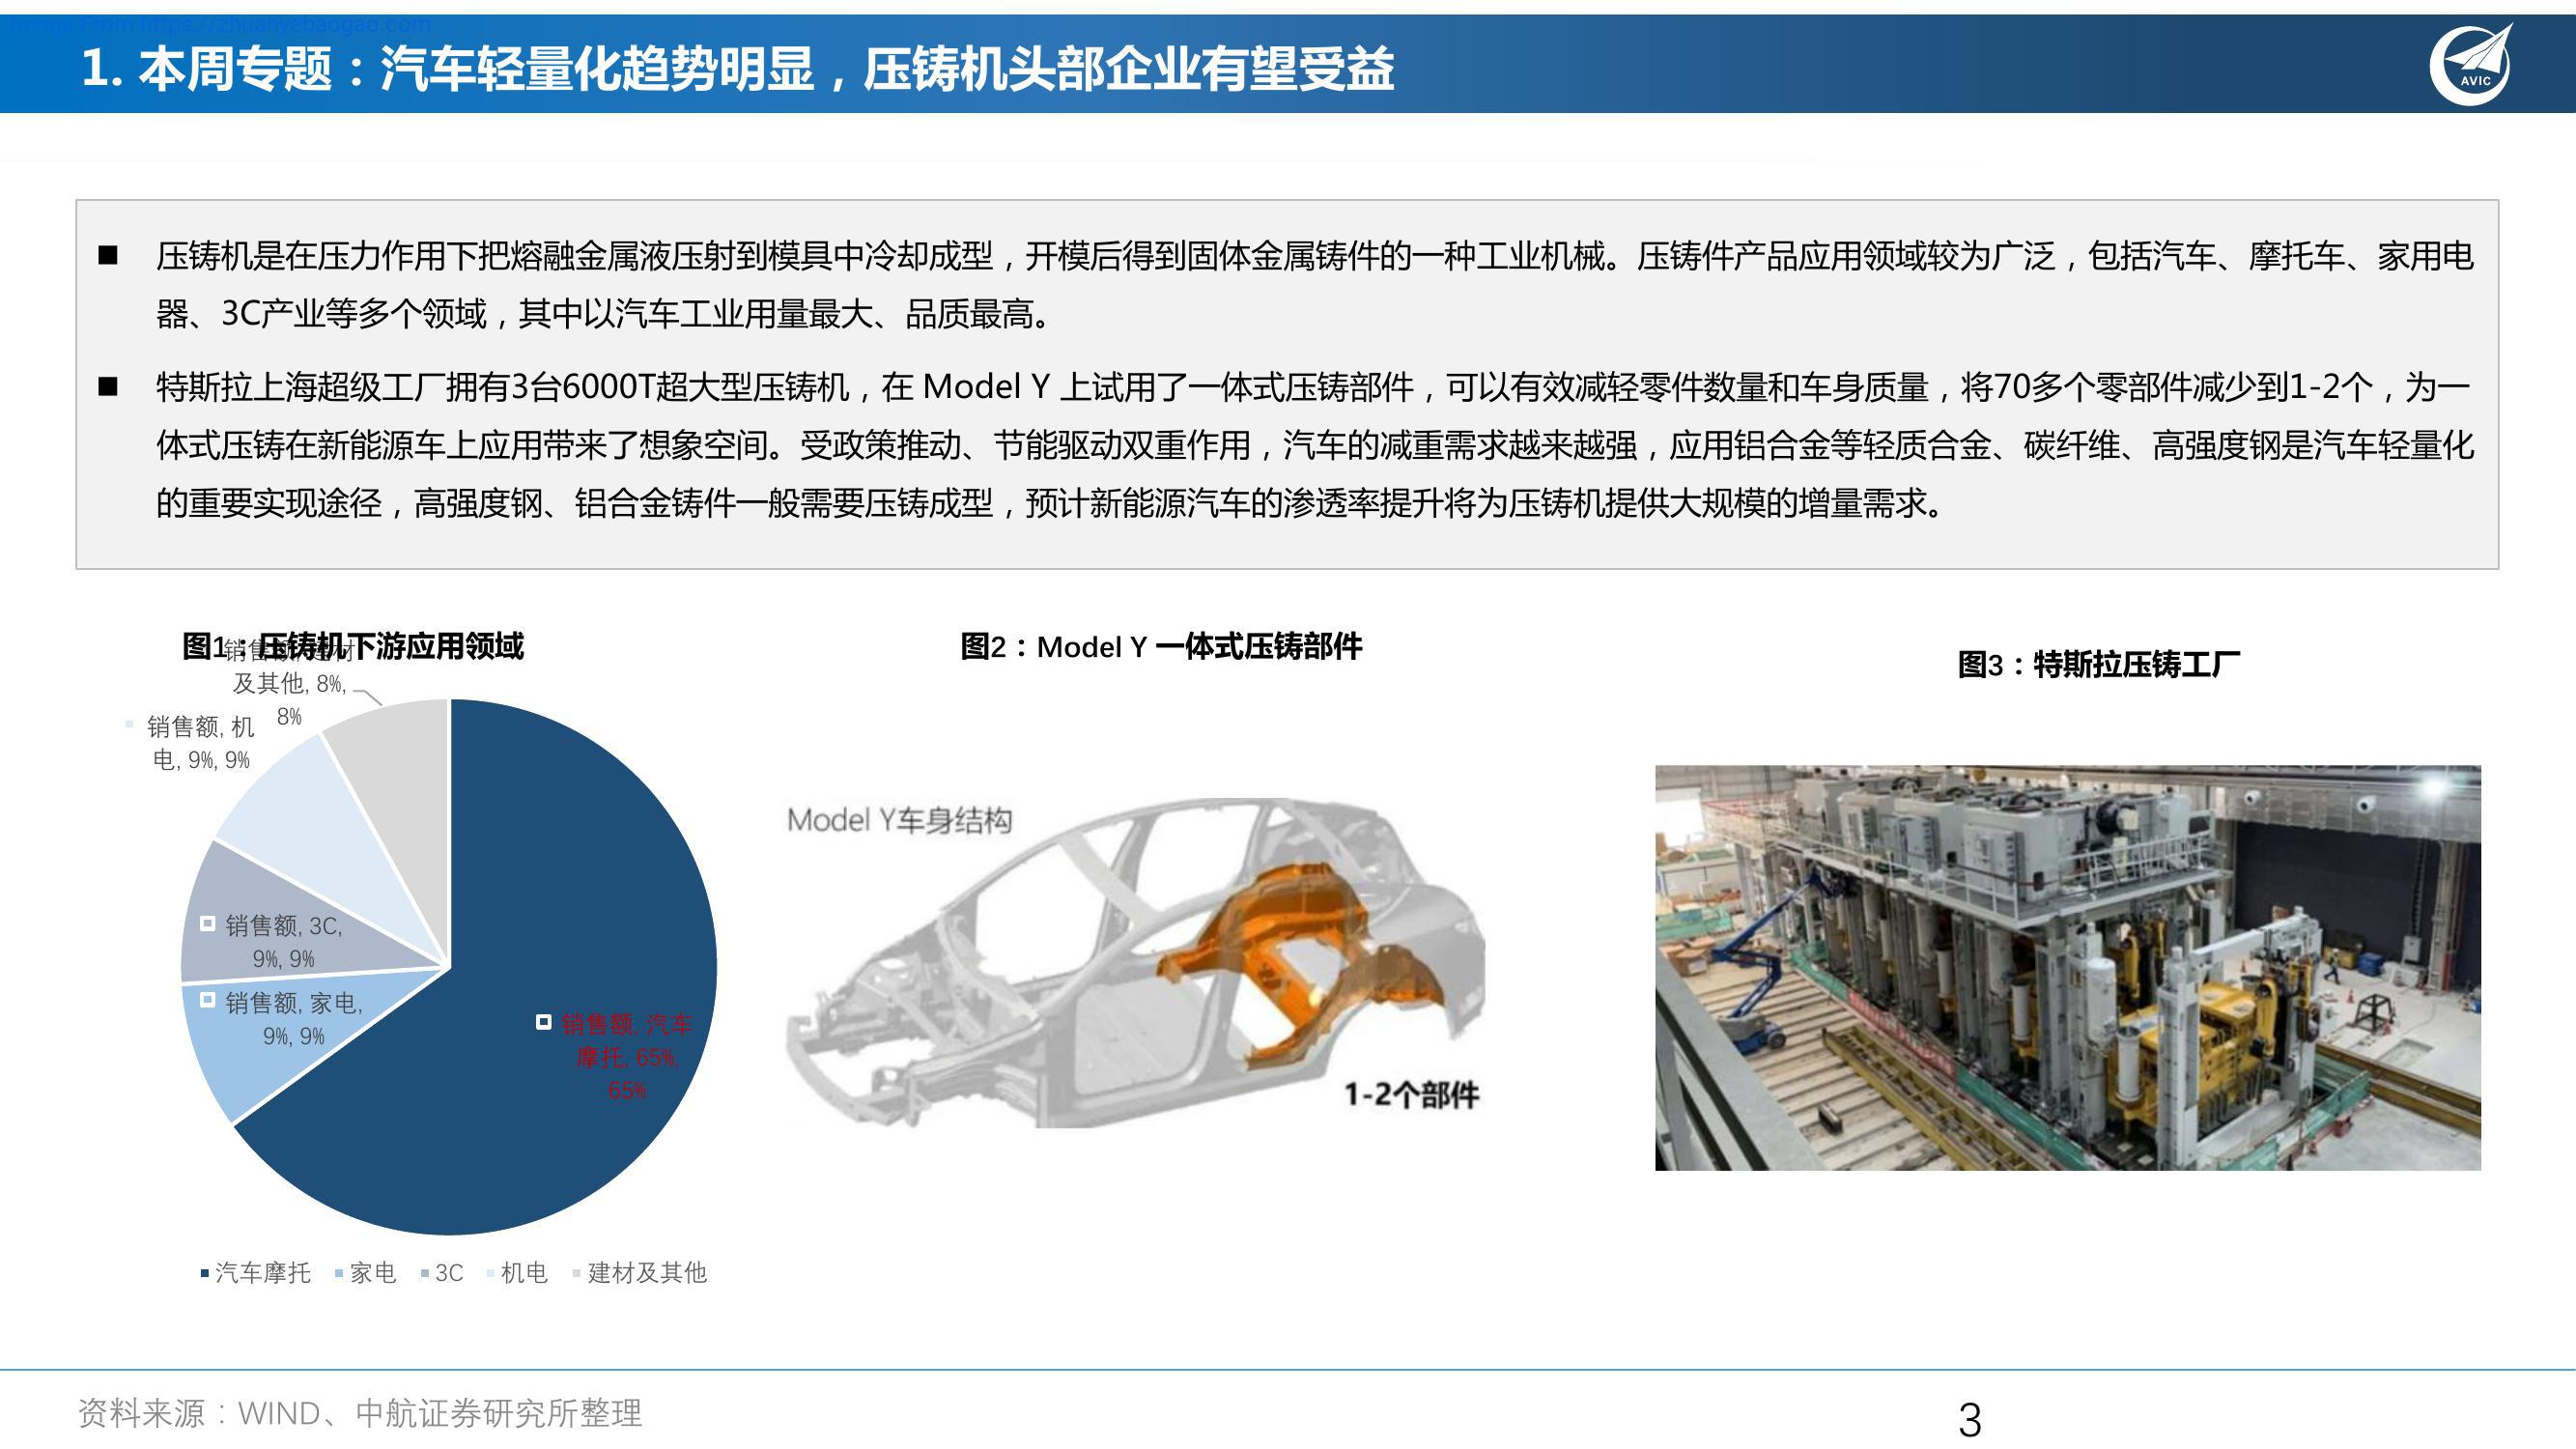 Image From https://zhuanyebaogao.com
1. 本周专题：汽车轻量化趋势明显，压铸机头部企业有望受益
AVIC
■ 压铸机是在压力作用下把熔融金属液压射到模具中冷却成型，开模后得到固体金属铸件的一种工业机械。压铸件产品应用领域较为广泛，包括汽车、摩托车、家用电
器、3C产业等多个领域，其中以汽车工业用量最大、品质最高。
■ 特斯拉上海超级工厂拥有3台6000T超大型压铸机，在 Model Y 上试用了一体式压铸部件，可以有效减轻零件数量和车身质量，将70多个零部件减少到1-2个，为一
体式压铸在新能源车上应用带来了想象空间。受政策推动、节能驱动双重作用，汽车的减重需求越来越强，应用铝合金等轻质合金、碳纤维、高强度钢是汽车轻量化
的重要实现途径，高强度钢、铝合金铸件一般需要压铸成型，预计新能源汽车的渗透率提升将为压铸机提供大规模的增量需求。
图1：压铸机下游应用领域
销售额, 建材
及其他, 8%,
8%
销售额, 机
电, 9%, 9%
销售额, 3C,
9%, 9%
销售额, 家电,
9%, 9%
销售额, 汽车
摩托, 65%,
65%
汽车摩托 家电 3C 机电 建材及其他
图2：Model Y 一体式压铸部件
Model Y车身结构
1-2个部件
图3：特斯拉压铸工厂
资料来源：WIND、中航证券研究所整理
3